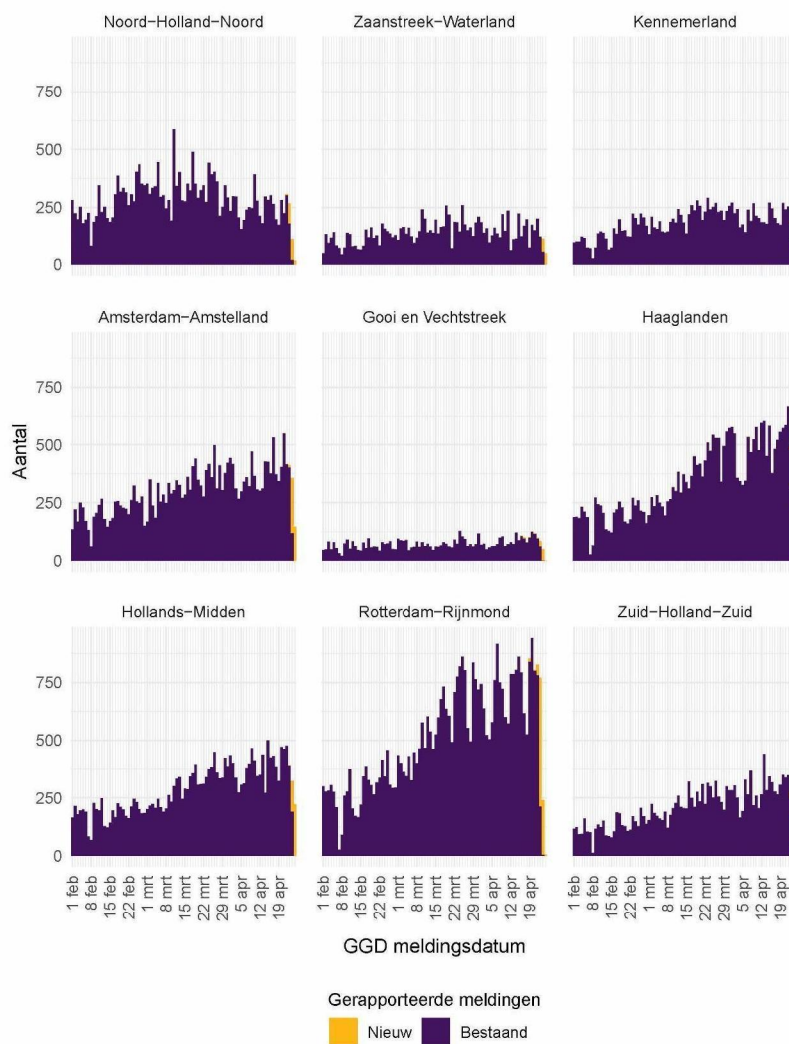 Noord-Holland-Noord
Zaanstreek-Waterland
Kennemerland
750
500
250
0
Amsterdam-Amstelland
Gooi en Vechtstreek
Haaglanden
750
500
250
0
Aantal
Hollands-Midden
Rotterdam-Rijnmond
Zuid-Holland-Zuid
750
500
250
0
1 feb
8 feb
15 feb
22 feb
1 mrt
8 mrt
15 mrt
22 mrt
29 mrt
5 apr
12 apr
19 apr
1 feb
8 feb
15 feb
22 feb
1 mrt
8 mrt
15 mrt
22 mrt
29 mrt
5 apr
12 apr
19 apr
1 feb
8 feb
15 feb
22 feb
1 mrt
8 mrt
15 mrt
22 mrt
29 mrt
5 apr
12 apr
19 apr
GGD meldingsdatum
Gerapporteerde meldingen
Nieuw
Bestaand